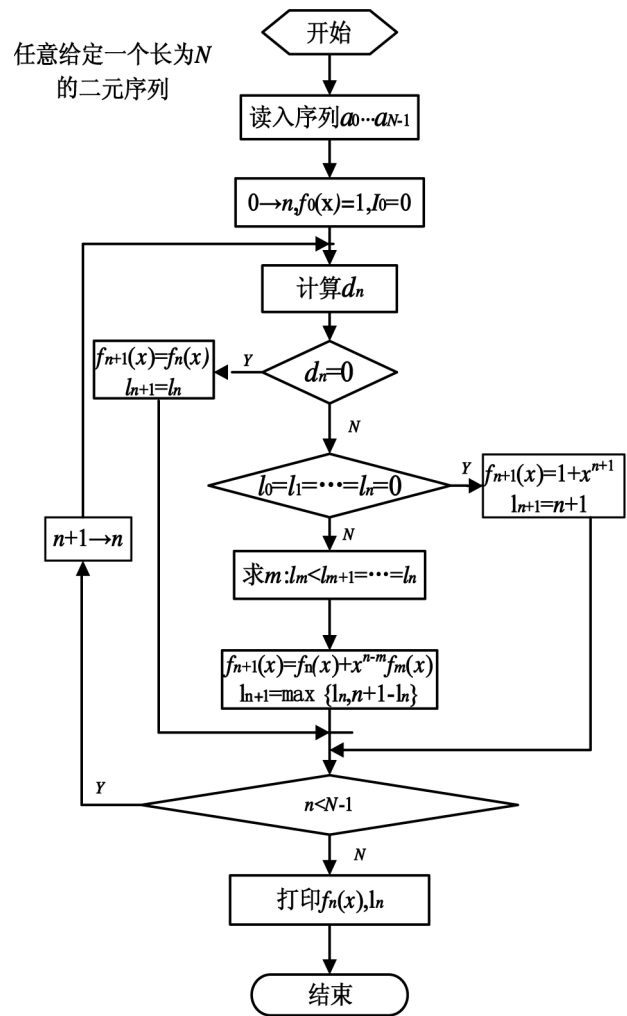 开始
任意给定一个长为N
的二元序列
读入序列a₀…a_N-1
0→n,f₀(x)=1,I₀=0
计算dₙ
fₙ₊₁(x)=fₙ(x)
lₙ₊₁=lₙ
Y
dₙ=0
N
l₀=l₁=……=lₙ=0
Y
fₙ₊₁(x)=1+xⁿ⁺¹
lₙ₊₁=n+1
n+1→n
N
求m:lₘ<lₘ₊₁=……=lₙ
fₙ₊₁(x)=fₙ(x)+xⁿ⁻ᵐfₘ(x)
lₙ₊₁=max {lₙ,n+1-lₙ}
Y
n<N-1
N
打印fₙ(x),lₙ
结束